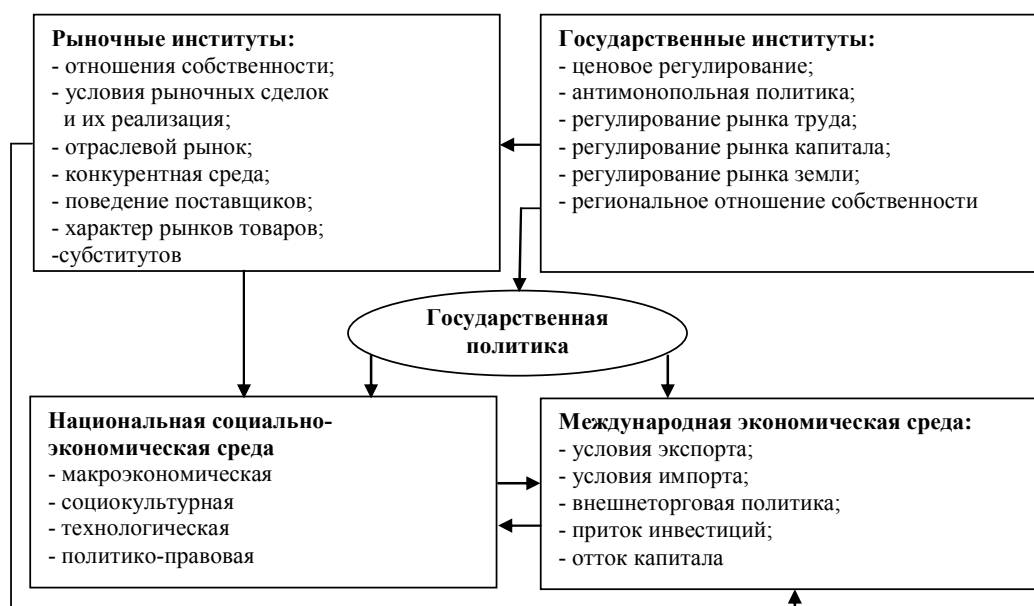 Рыночные институты:
- отношения собственности;
- условия рыночных сделок
и их реализация;
- отраслевой рынок;
- конкурентная среда;
- поведение поставщиков;
- характер рынков товаров;
-субститутов
Государственные институты:
- ценовое регулирование;
- антимонопольная политика;
- регулирование рынка труда;
- регулирование рынка капитала;
- регулирование рынка земли;
- региональное отношение собственности
Государственная
политика
Национальная социально-
экономическая среда
- макроэкономическая
- социокультурная
- технологическая
- политико-правовая
Международная экономическая среда:
- условия экспорта;
- условия импорта;
- внешнеторговая политика;
- приток инвестиций;
- отток капитала